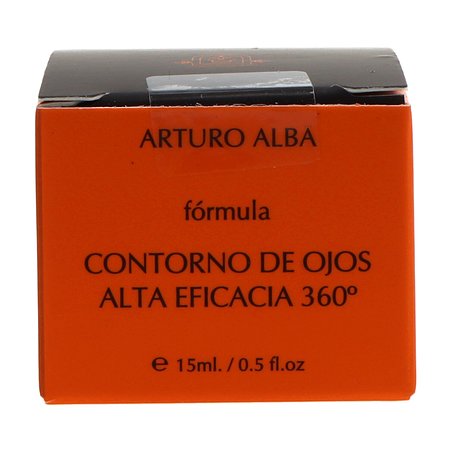 ARTURO ALBA
fórmula
CONTORNO DE OJOS
ALTA EFICACIA 360º
℮ 15ml. / 0.5 fl.oz